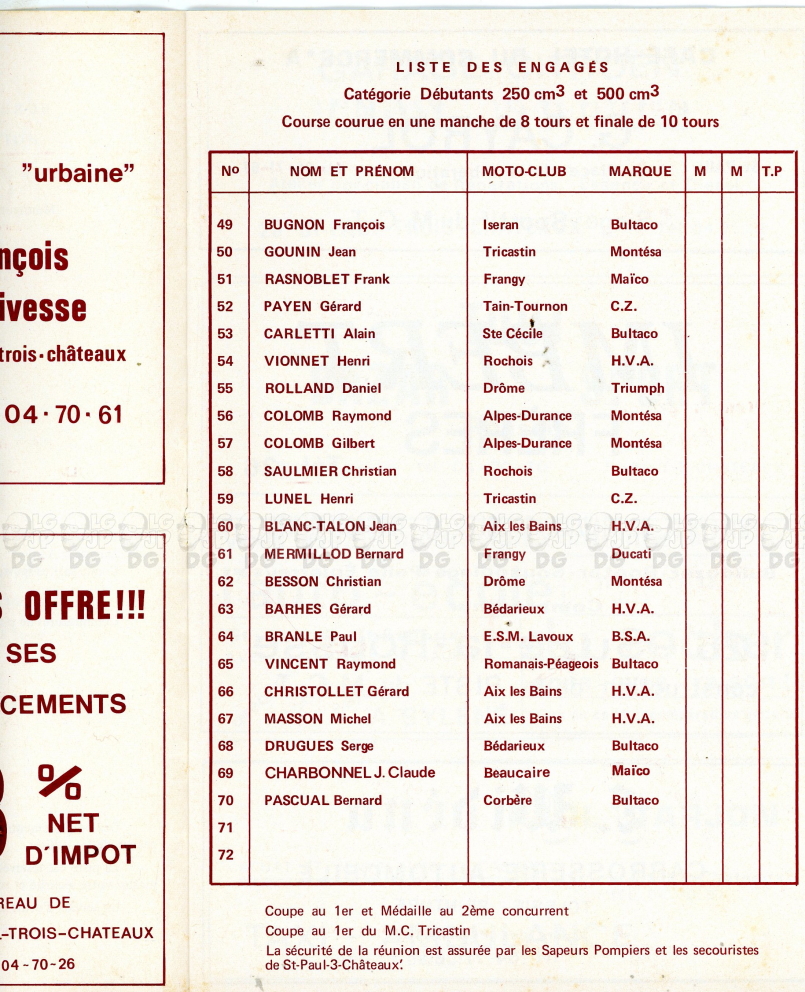 "urbaine"
nçois
ivesse
trois·châteaux
04·70·61
OFFRE!!!
SES
CEMENTS
%
NET
D'IMPOT
REAU DE
-TROIS-CHATEAUX
04-70-26
LISTE DES ENGAGÉS
Catégorie Débutants 250 cm3 et 500 cm3
Course courue en une manche de 8 tours et finale de 10 tours
No NOM ET PRÉNOM MOTO-CLUB MARQUE M M T.P
49 BUGNON François Iseran Bultaco
50 GOUNIN Jean Tricastin Montésa
51 RASNOBLET Frank Frangy Maïco
52 PAYEN Gérard Tain-Tournon C.Z.
53 CARLETTI Alain Ste Cécile Bultaco
54 VIONNET Henri Rochois H.V.A.
55 ROLLAND Daniel Drôme Triumph
56 COLOMB Raymond Alpes-Durance Montésa
57 COLOMB Gilbert Alpes-Durance Montésa
58 SAULMIER Christian Rochois Bultaco
59 LUNEL Henri Tricastin C.Z.
60 BLANC-TALON Jean Aix les Bains H.V.A.
61 MERMILLOD Bernard Frangy Ducati
62 BESSON Christian Drôme Montésa
63 BARHES Gérard Bédarieux H.V.A.
64 BRANLE Paul E.S.M. Lavoux B.S.A.
65 VINCENT Raymond Romanais-Péageois Bultaco
66 CHRISTOLLET Gérard Aix les Bains H.V.A.
67 MASSON Michel Aix les Bains H.V.A.
68 DRUGUES Serge Bédarieux Bultaco
69 CHARBONNEL J. Claude Beaucaire Maïco
70 PASCUAL Bernard Corbère Bultaco
71
72
Coupe au 1er et Médaille au 2ème concurrent
Coupe au 1er du M.C. Tricastin
La sécurité de la réunion est assurée par les Sapeurs Pompiers et les secouristes
de St-Paul-3-Châteaux'.